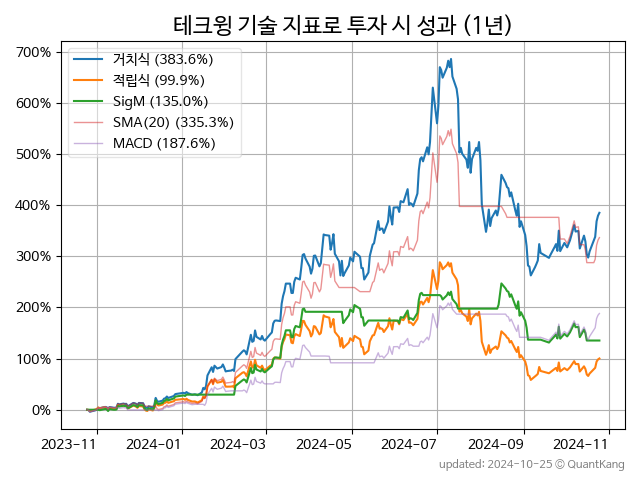 테크윙 기술 지표로 투자 시 성과 (1년)
700%
600%
500%
400%
300%
200%
100%
0%
거치식 (383.6%)
적립식 (99.9%)
SigM (135.0%)
SMA(20) (335.3%)
MACD (187.6%)
2023-11
2024-01
2024-03
2024-05
2024-07
2024-09
2024-11
updated: 2024-10-25 ⓒ QuantKang